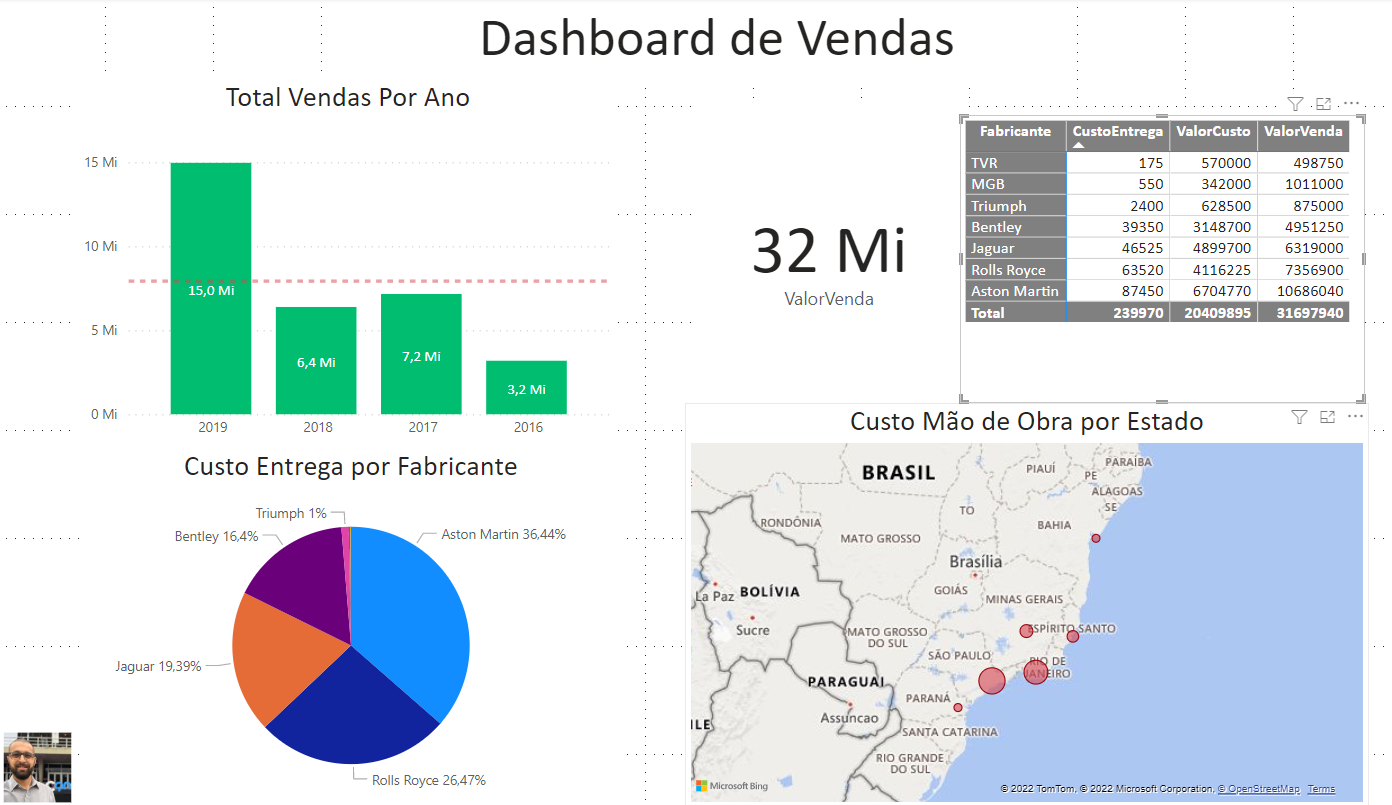 Dashboard de Vendas
Total Vendas Por Ano
15 Mi
10 Mi
5 Mi
0 Mi
15,0 Mi
6,4 Mi
7,2 Mi
3,2 Mi
2019 2018 2017 2016
32 Mi
ValorVenda
Fabricante CustoEntrega ValorCusto ValorVenda
TVR 175 570000 498750
MGB 550 342000 1011000
Triumph 2400 628500 875000
Bentley 39350 3148700 4951250
Jaguar 46525 4899700 6319000
Rolls Royce 63520 4116225 7356900
Aston Martin 87450 6704770 10686040
Total 239970 20409895 31697940
Custo Entrega por Fabricante
Triumph 1%
Bentley 16,4%
Aston Martin 36,44%
Jaguar 19,39%
Rolls Royce 26,47%
Custo Mão de Obra por Estado
BRASIL
PIAUÍ
PARAÍBA
PE
ALAGOAS
SE
TO
RONDÔNIA
BAHIA
MATO GROSSO
Brasília
GOIÁS
La Paz
BOLÍVIA
MINAS GERAIS
Sucre
MATO GROSSO
DO SUL
ESPÍRITO SANTO
SÃO PAULO
RIO DE
JANEIRO
PARAGUAI
PARANÁ
Assuncao
ILE
SANTA CATARINA
RIO GRANDE
DO SUL
Microsoft Bing
© 2022 TomTom, © 2022 Microsoft Corporation, © OpenStreetMap Terms